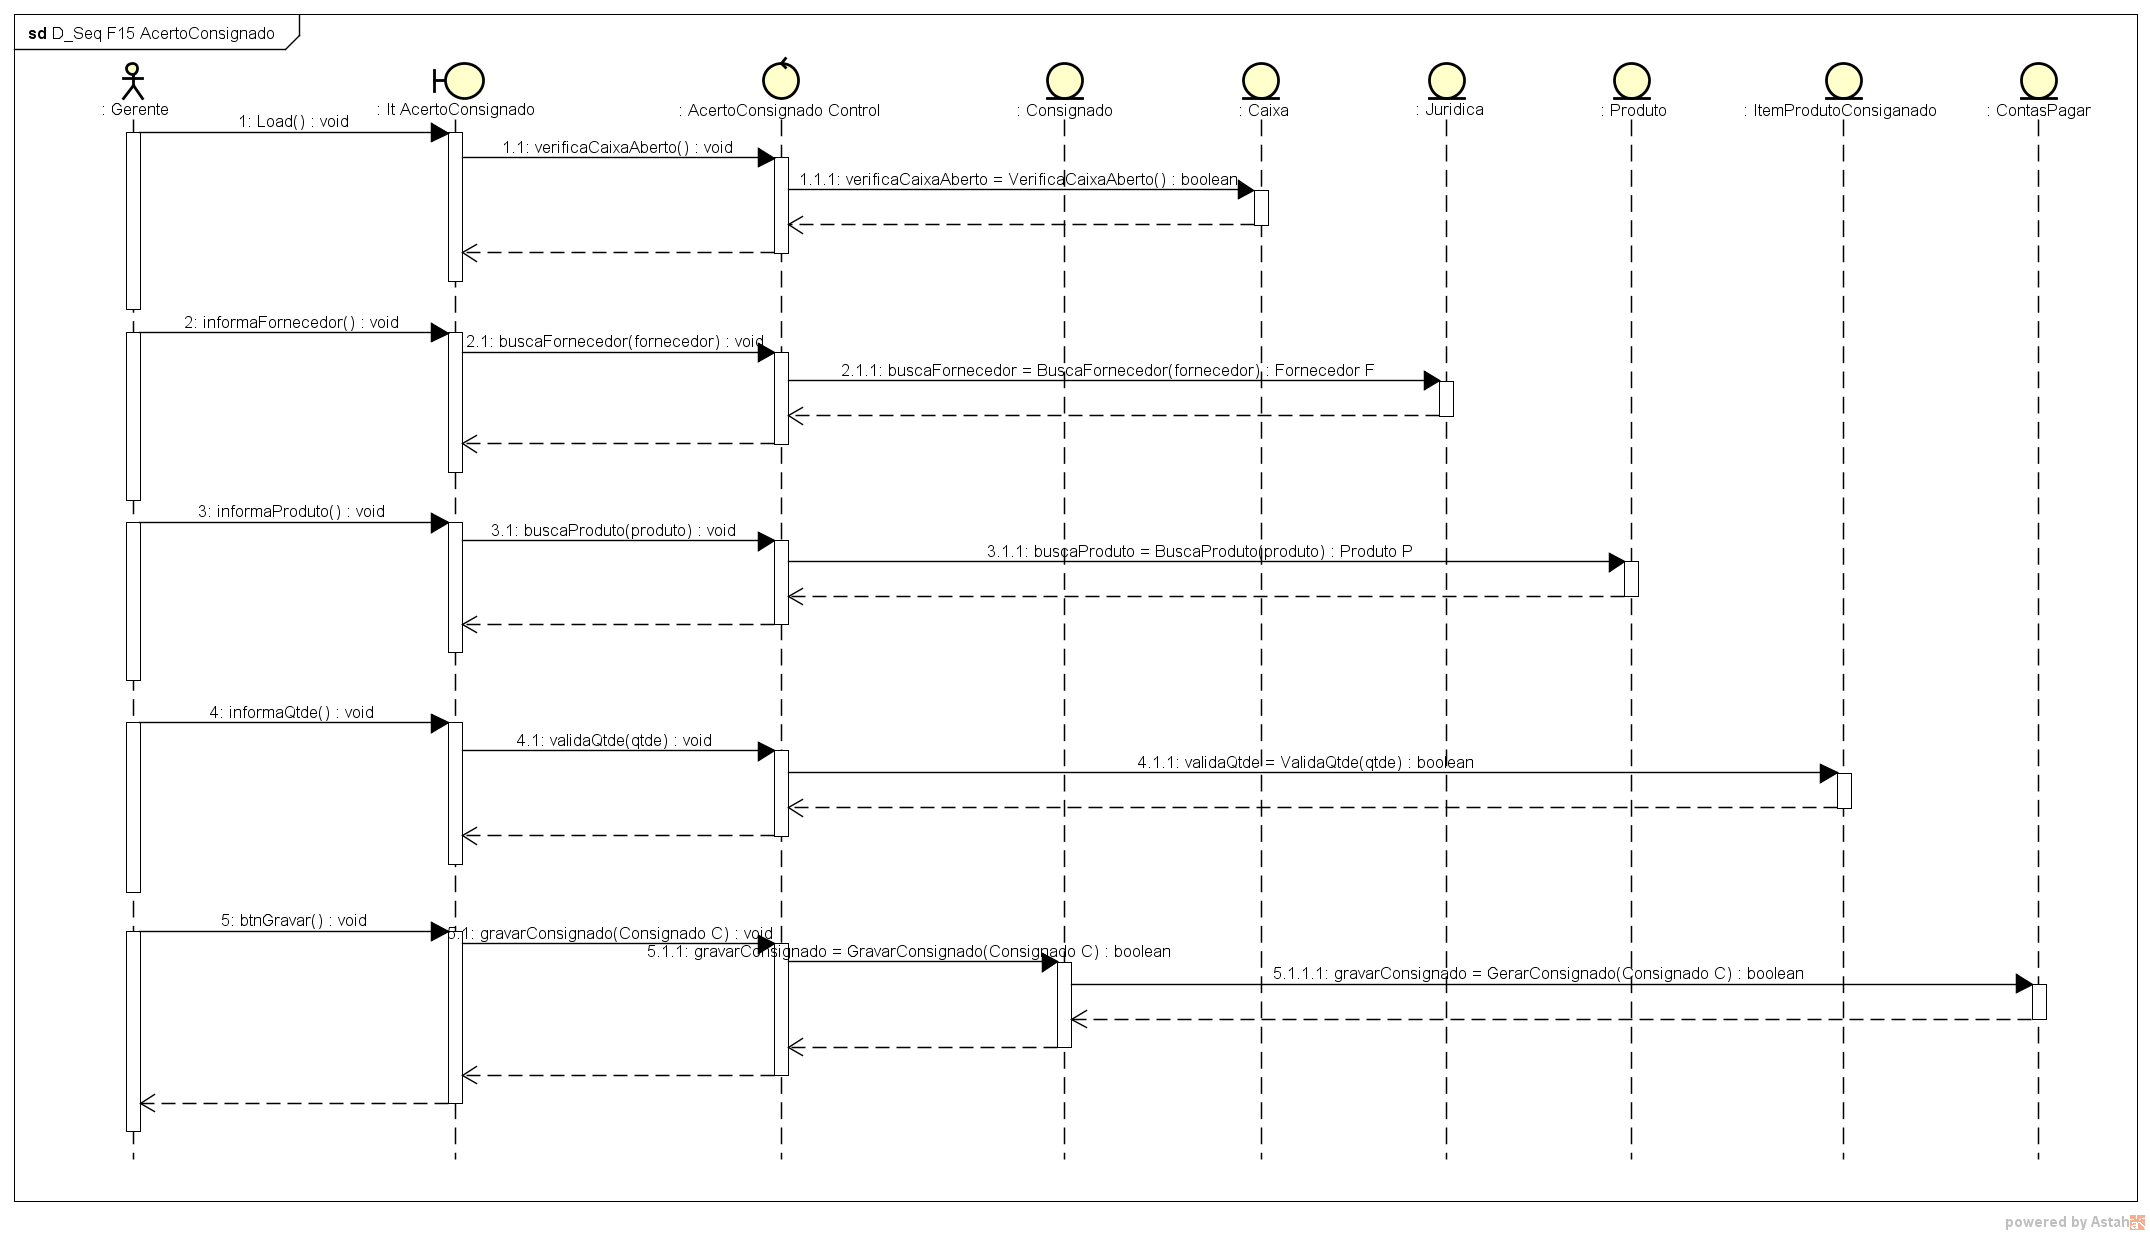 sd D_Seq F15 AcertoConsignado
: Gerente
: It AcertoConsignado
: AcertoConsignado Control
: Consignado
: Caixa
: Juridica
: Produto
: ItemProdutoConsiganado
: ContasPagar
1: Load() : void
1.1: verificaCaixaAberto() : void
1.1.1: verificaCaixaAberto = VerificaCaixaAberto() : boolean
2: informaFornecedor() : void
2.1: buscaFornecedor(fornecedor) : void
2.1.1: buscaFornecedor = BuscaFornecedor(fornecedor) : Fornecedor F
3: informaProduto() : void
3.1: buscaProduto(produto) : void
3.1.1: buscaProduto = BuscaProduto(produto) : Produto P
4: informaQtde() : void
4.1: validaQtde(qtde) : void
4.1.1: validaQtde = ValidaQtde(qtde) : boolean
5: btnGravar() : void
5.1: gravarConsignado(Consignado C) : void
5.1.1: gravarConsignado = GravarConsignado(Consignado C) : boolean
5.1.1.1: gravarConsignado = GerarConsignado(Consignado C) : boolean
powered by Astah